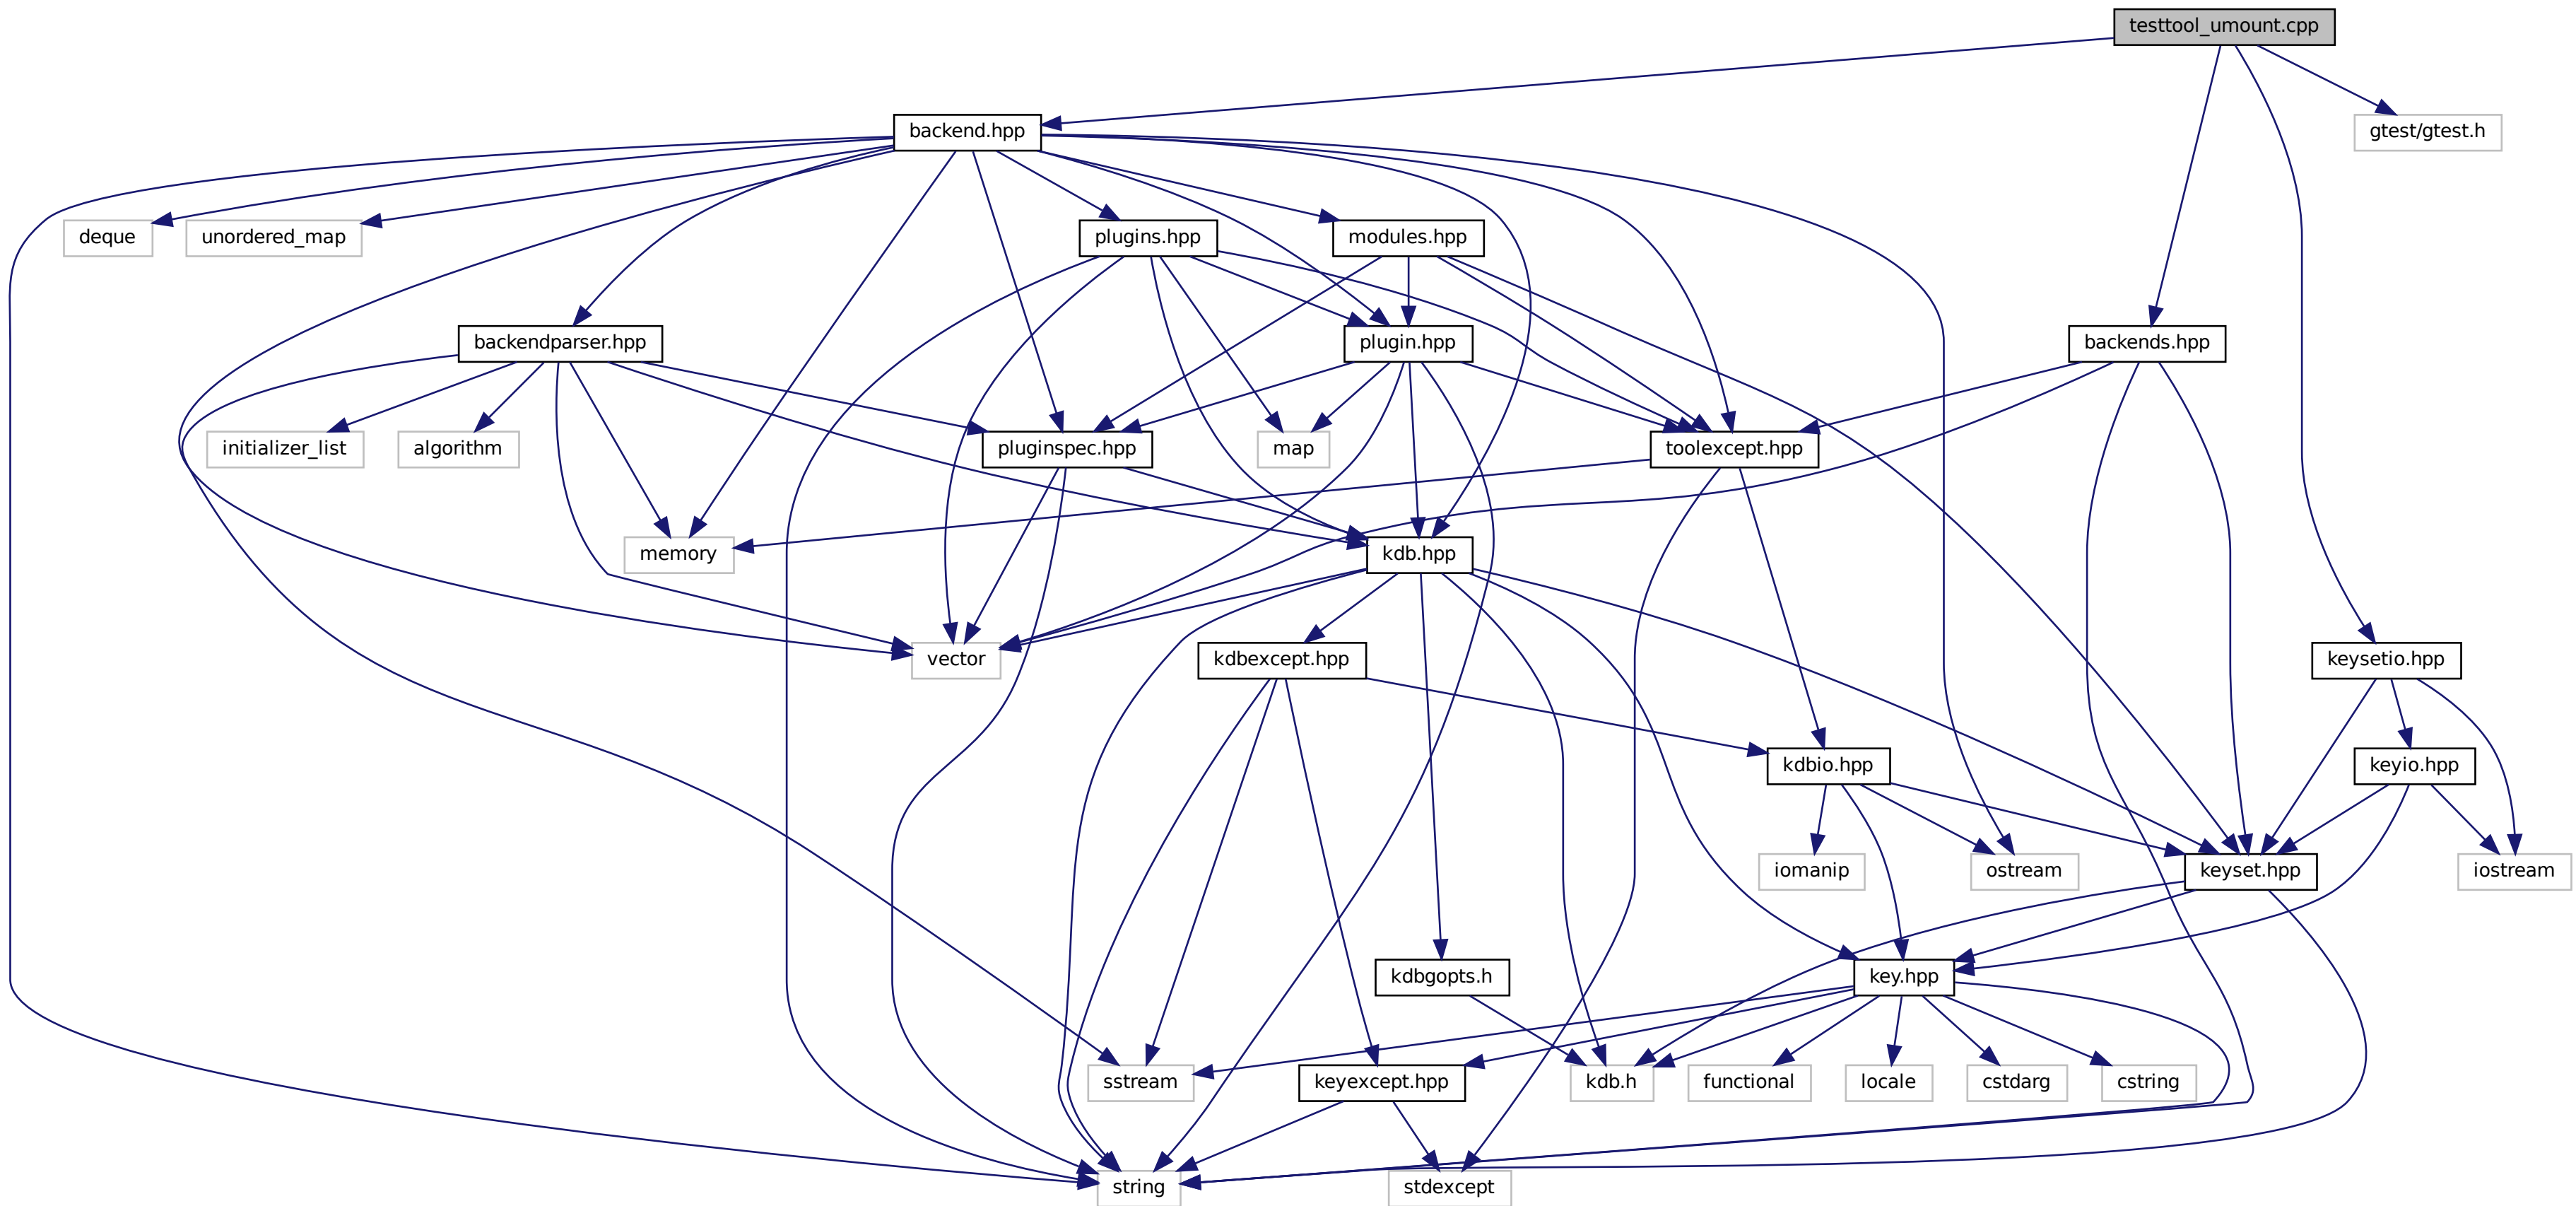 testtool_umount.cpp
backend.hpp
gtest/gtest.h
deque
unordered_map
plugins.hpp
modules.hpp
backendparser.hpp
plugin.hpp
backends.hpp
initializer_list
algorithm
pluginspec.hpp
map
toolexcept.hpp
memory
kdb.hpp
vector
kdbexcept.hpp
keysetio.hpp
kdbio.hpp
keyio.hpp
iomanip
ostream
keyset.hpp
iostream
kdbgopts.h
key.hpp
sstream
keyexcept.hpp
kdb.h
functional
locale
cstdarg
cstring
string
stdexcept